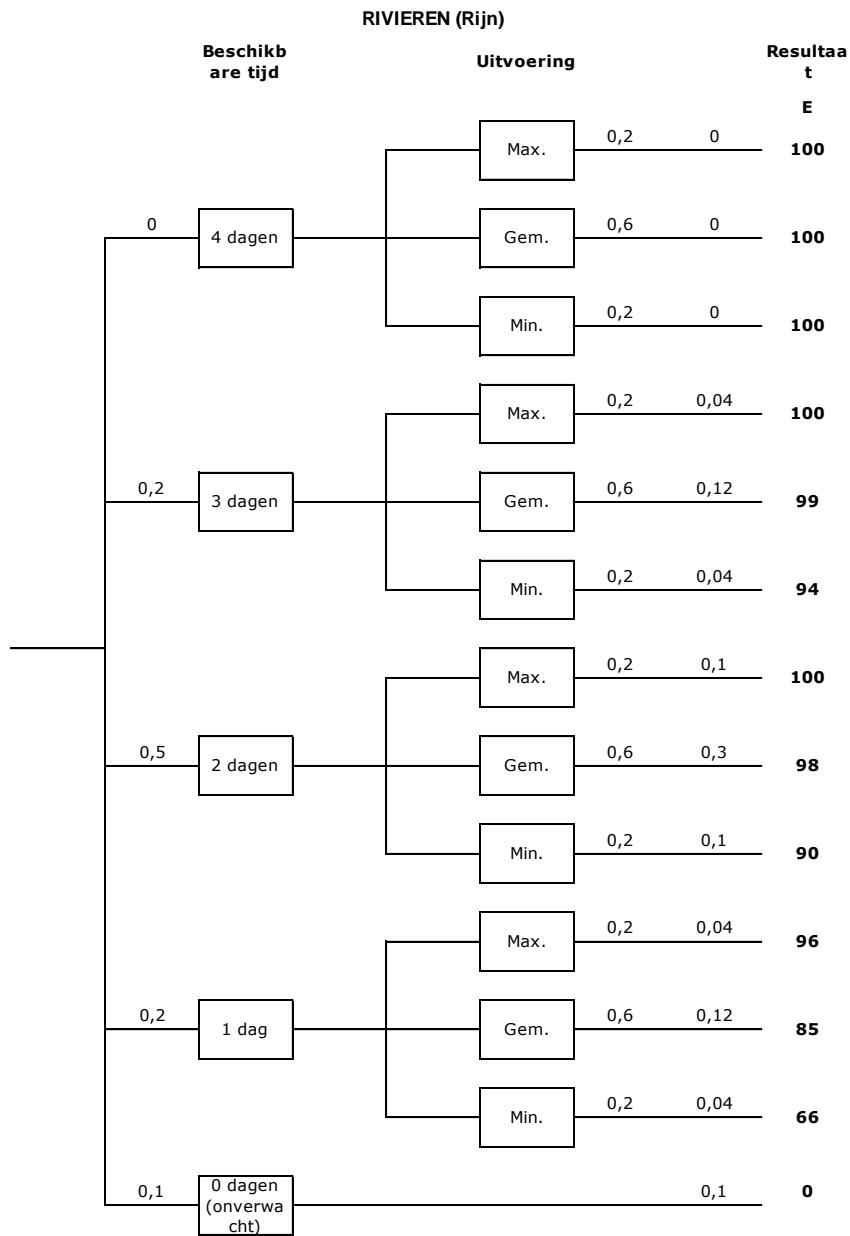 RIVIEREN (Rijn)
Beschikb
are tijd
Uitvoering
Resultaa
t
E
Max. 0,2 0 100
0 4 dagen Gem. 0,6 0 100
Min. 0,2 0 100
Max. 0,2 0,04 100
0,2 3 dagen Gem. 0,6 0,12 99
Min. 0,2 0,04 94
Max. 0,2 0,1 100
0,5 2 dagen Gem. 0,6 0,3 98
Min. 0,2 0,1 90
Max. 0,2 0,04 96
0,2 1 dag Gem. 0,6 0,12 85
Min. 0,2 0,04 66
0,1 0 dagen
(onverwa
cht)
0,1 0